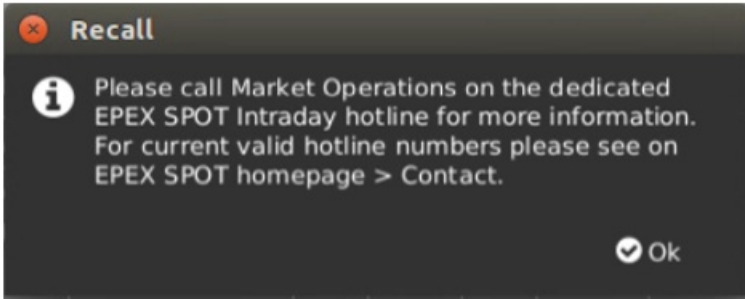 Recall
Please call Market Operations on the dedicated
EPEX SPOT Intraday hotline for more information.
For current valid hotline numbers please see on
EPEX SPOT homepage > Contact.
Ok